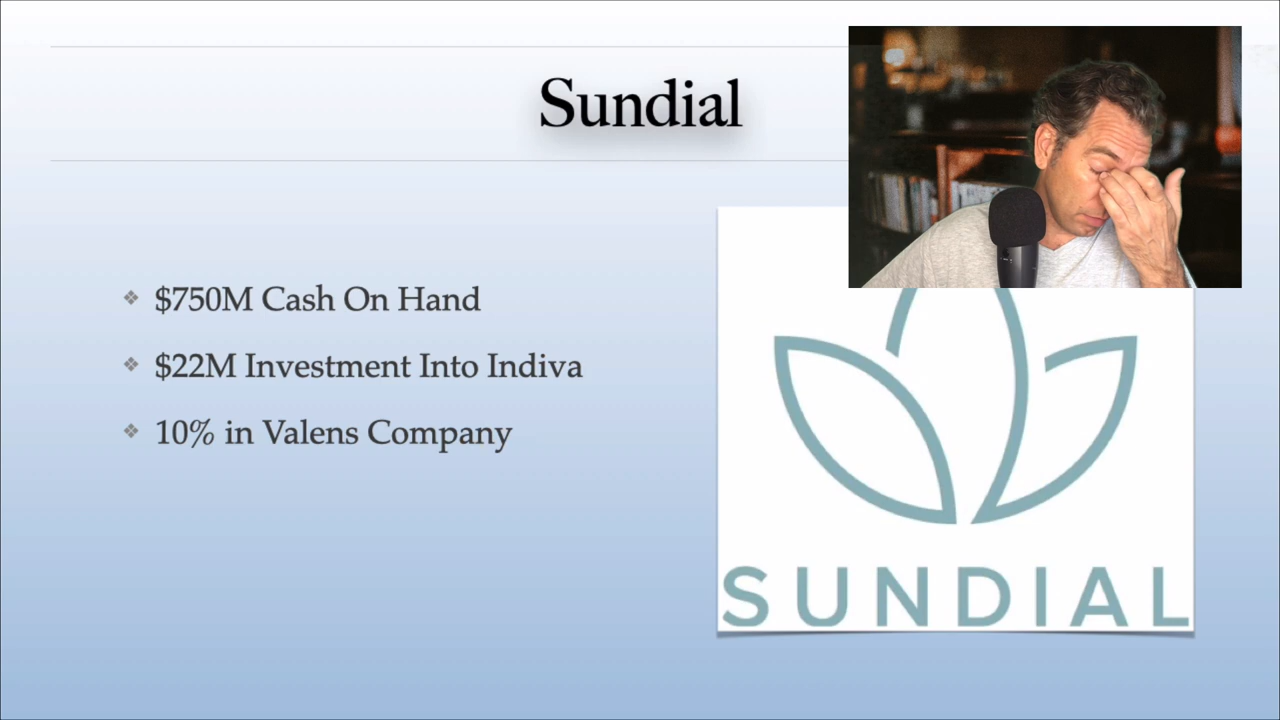 Sundial
$750M Cash On Hand
$22M Investment Into Indiva
10% in Valens Company
SUNDIAL